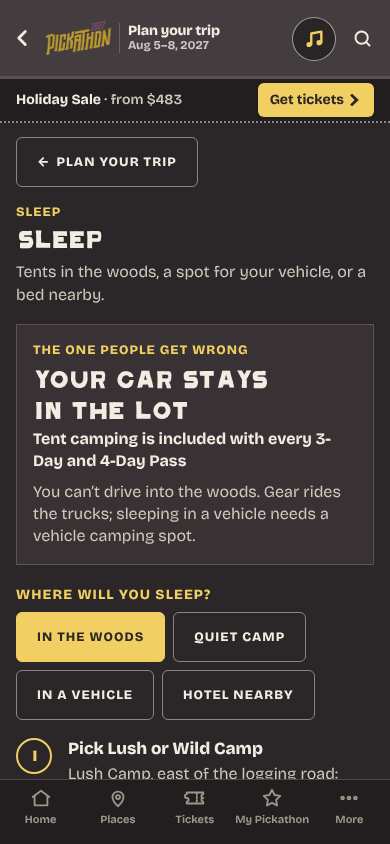 PICKATHON
Plan your trip
Aug 5–8, 2027
Holiday Sale · from $483
Get tickets
← PLAN YOUR TRIP
SLEEP
SLEEP
Tents in the woods, a spot for your vehicle, or a
bed nearby.
THE ONE PEOPLE GET WRONG
YOUR CAR STAYS
IN THE LOT
Tent camping is included with every 3-
Day and 4-Day Pass
You can't drive into the woods. Gear rides
the trucks; sleeping in a vehicle needs a
vehicle camping spot.
WHERE WILL YOU SLEEP?
IN THE WOODS
QUIET CAMP
IN A VEHICLE
HOTEL NEARBY
1
Pick Lush or Wild Camp
Lush Camp, east of the logging road:
Home
Places
Tickets
My Pickathon
More